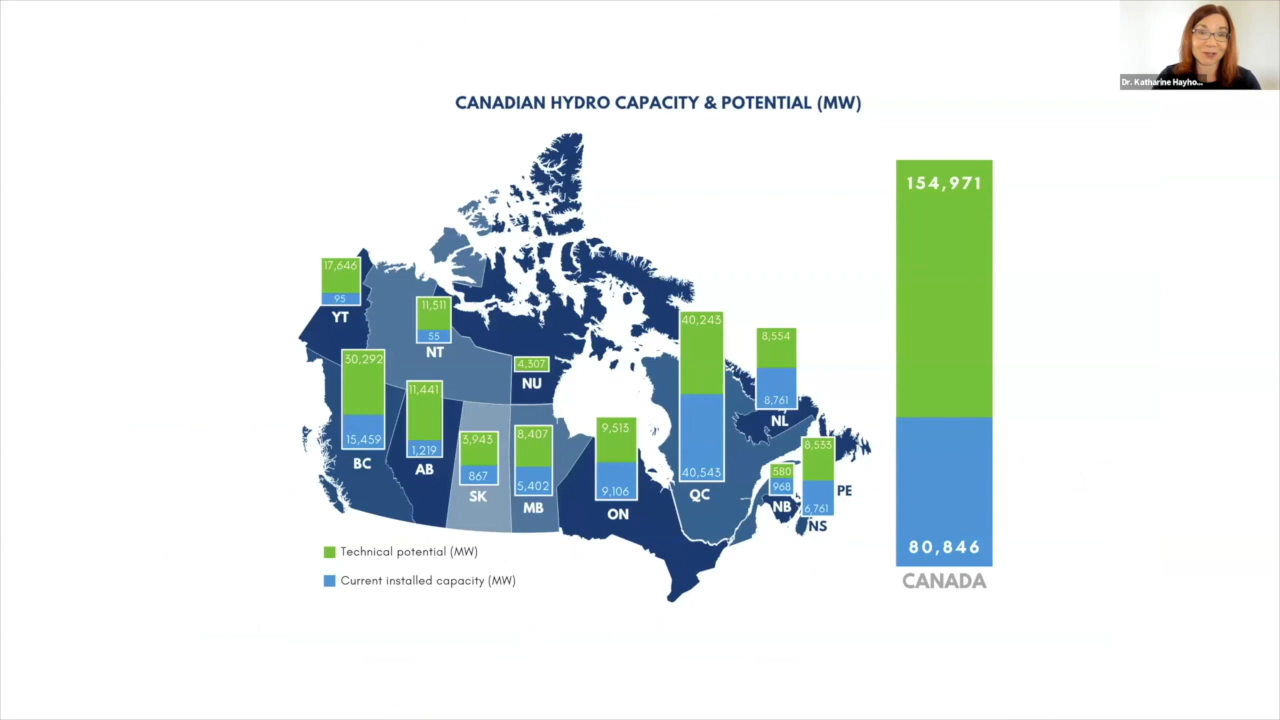 Dr. Katharine Hayho...
CANADIAN HYDRO CAPACITY & POTENTIAL (MW)
154,971
17,646
95
YT
11,511
55
NT
4,307
NU
40,243
40,543
QC
8,554
8,761
NL
30,292
15,459
BC
11,441
1,219
AB
3,943
867
SK
8,407
5,402
MB
9,513
9,106
ON
580
968
NB
8,533
6,761
NS
PE
80,846
CANADA
Technical potential (MW)
Current installed capacity (MW)